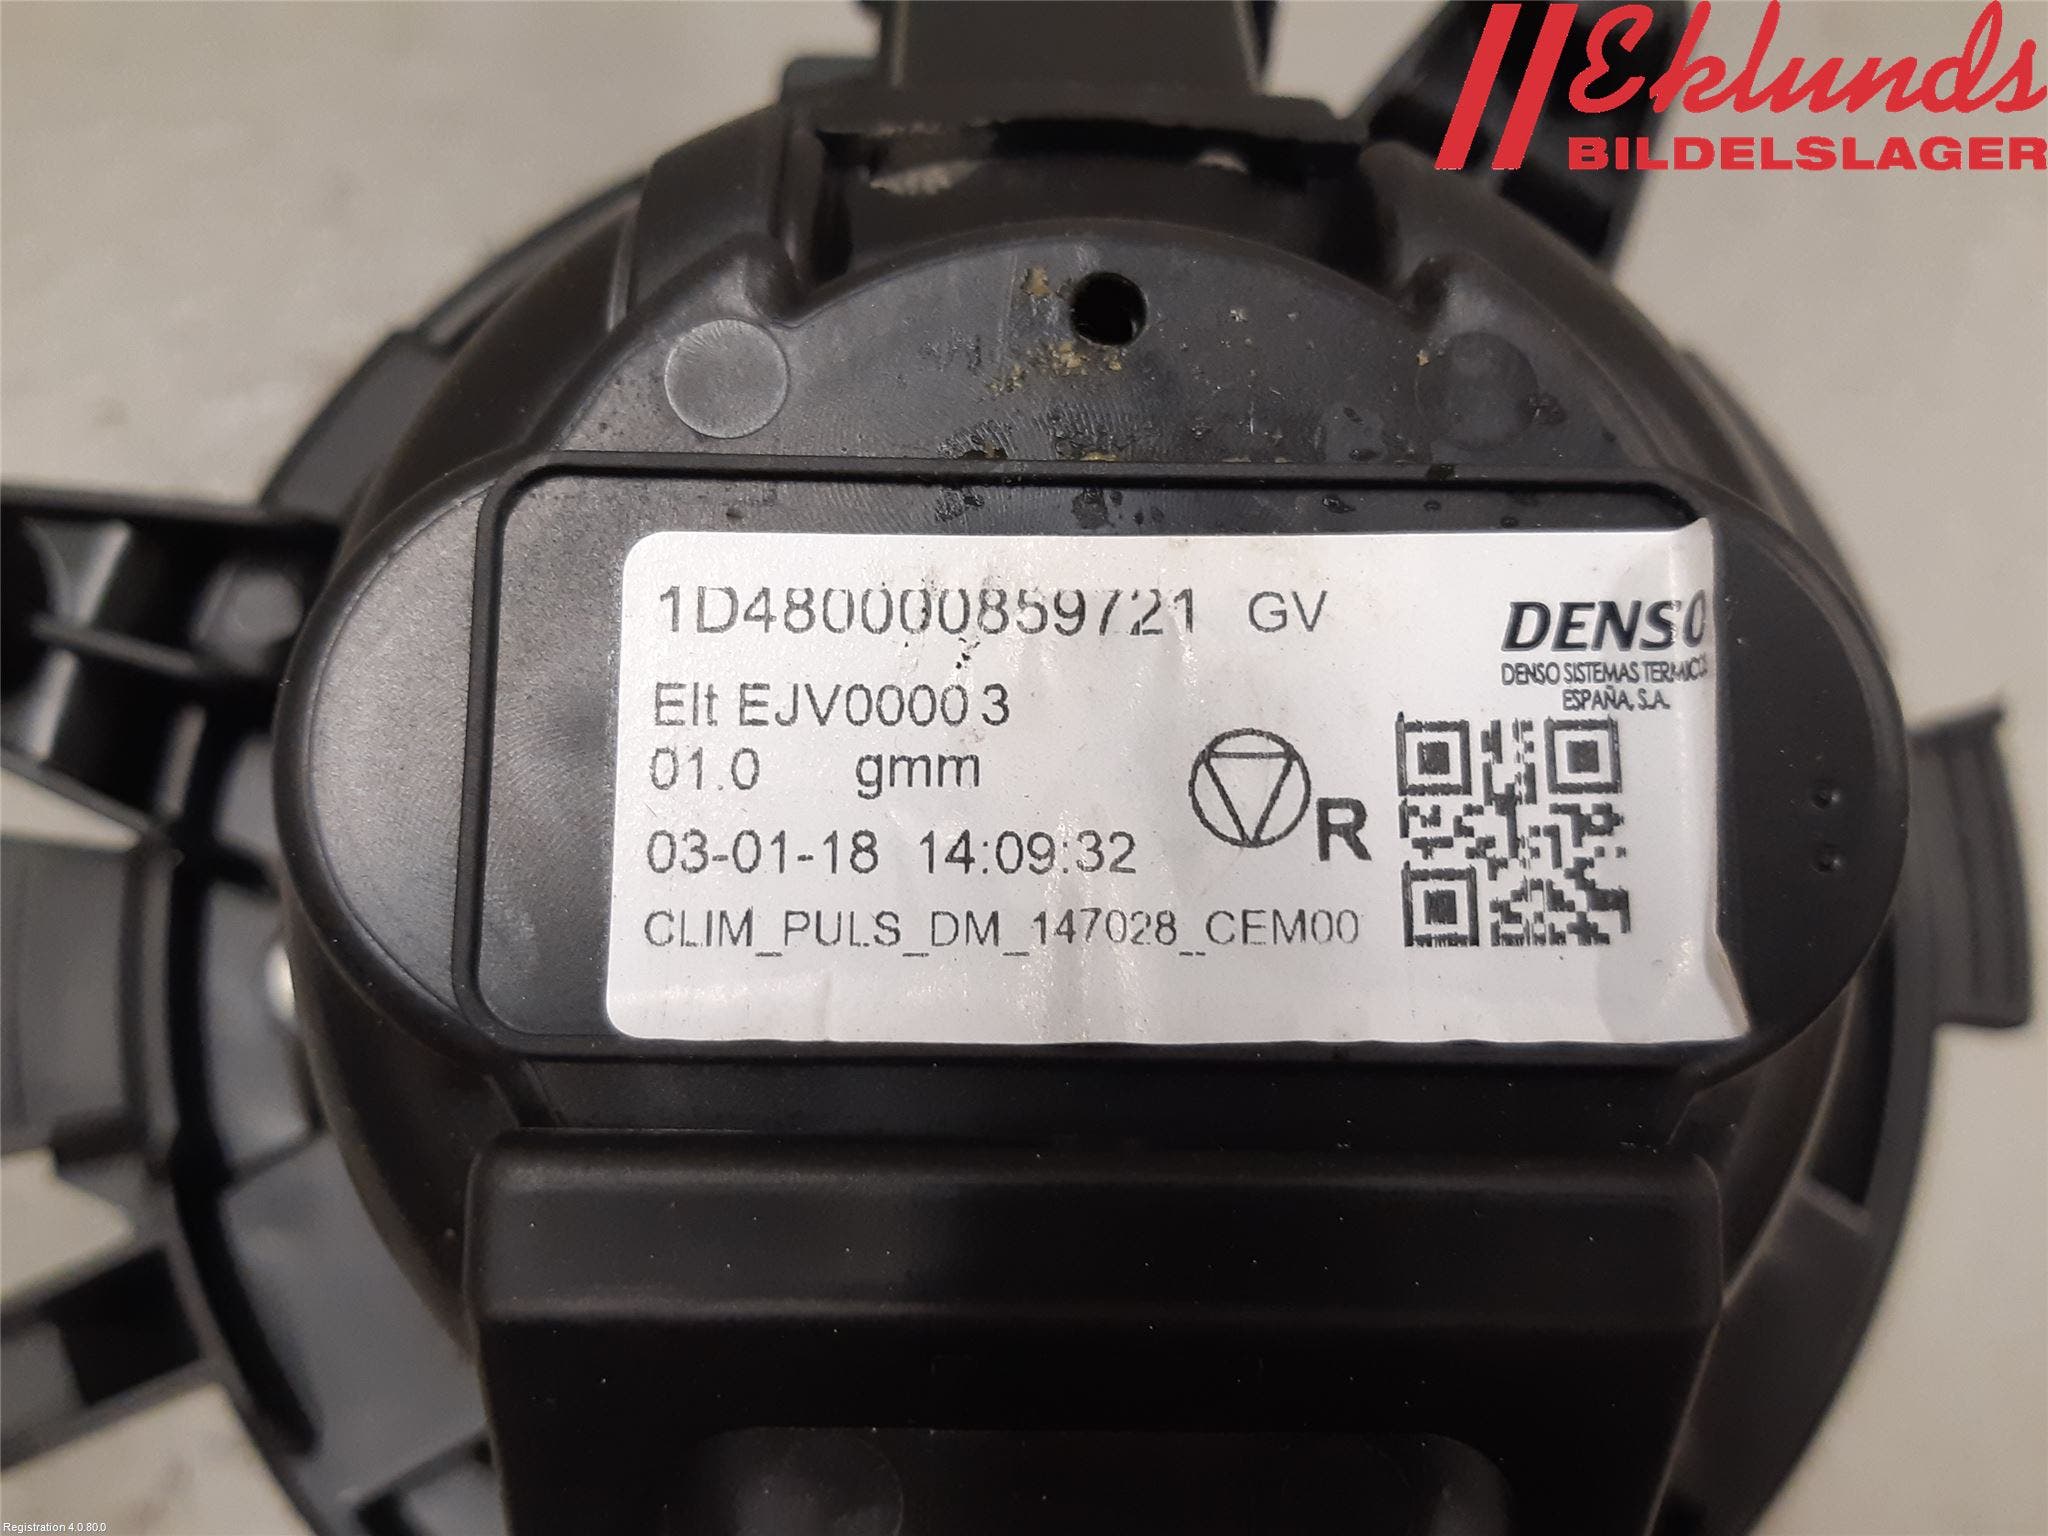 Eklunds
BILDELSLAGER
1D480000859721 GV
DENSO
DENSO SISTEMAS TERMICOS
ESPAÑA, S.A.
Elt EJV00003
01.0 gmm
R
03-01-18 14:09:32
CLIM_PULS_DM_147028_CEM00
Registration 4.0.80.0